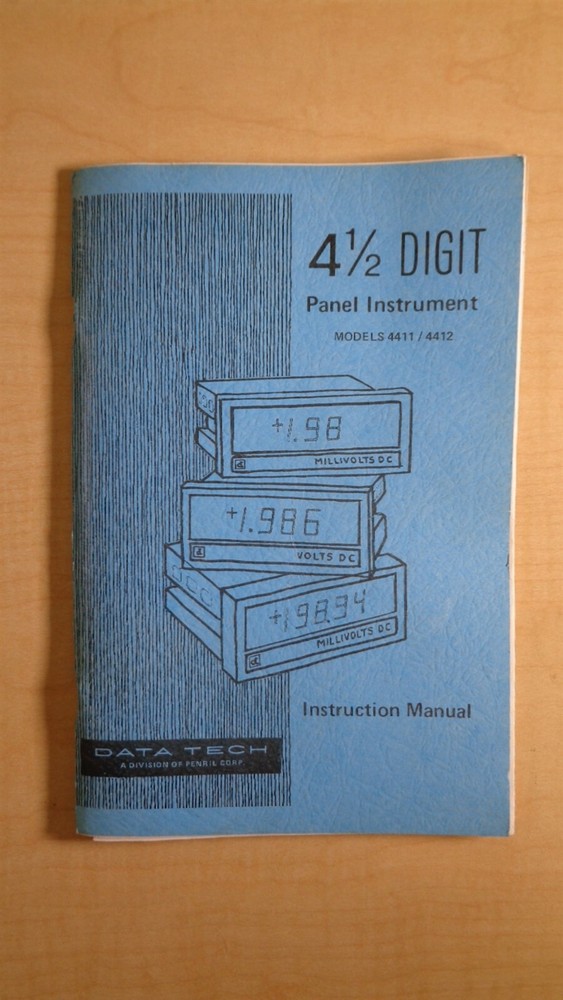 4½ DIGIT
Panel Instrument
MODELS 4411 / 4412
+1.98
d MILLIVOLTS DC
+1.986
d VOLTS DC
+198.94
d MILLIVOLTS DC
Instruction Manual
DATA TECH
A DIVISION OF PENRIL CORP.